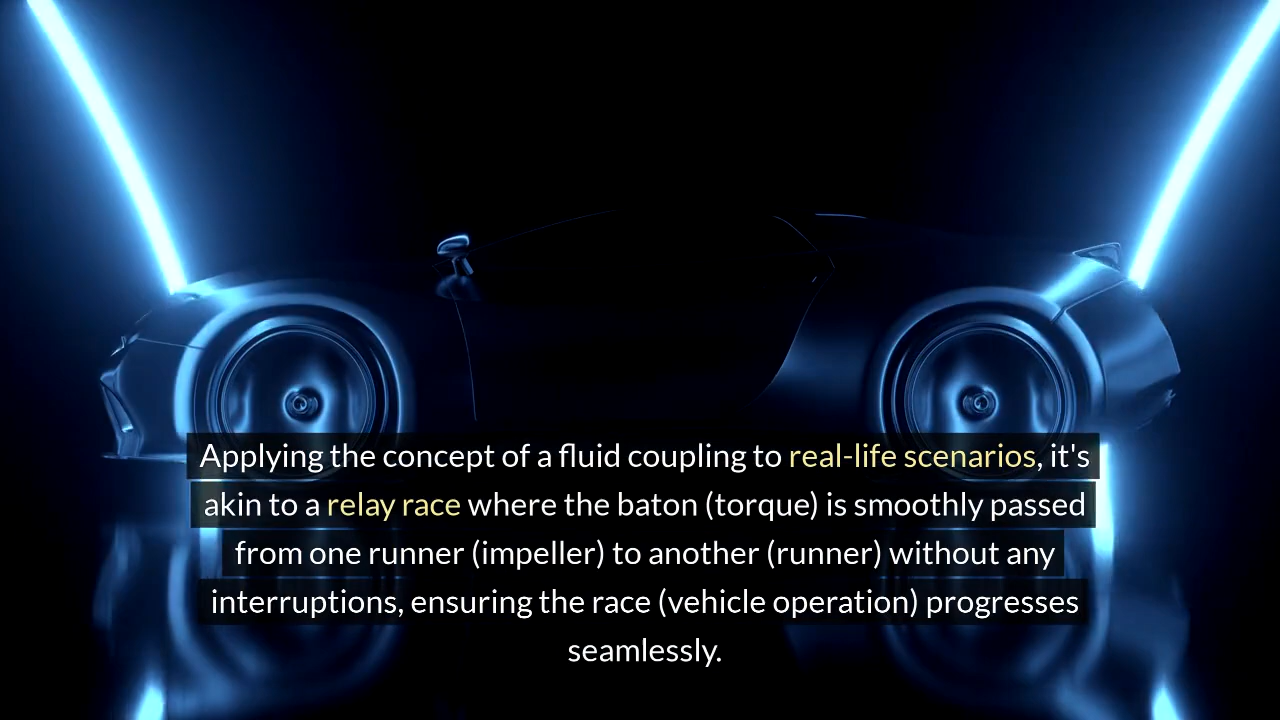 Applying the concept of a fluid coupling to real-life scenarios, it's
akin to a relay race where the baton (torque) is smoothly passed
from one runner (impeller) to another (runner) without any
interruptions, ensuring the race (vehicle operation) progresses
seamlessly.